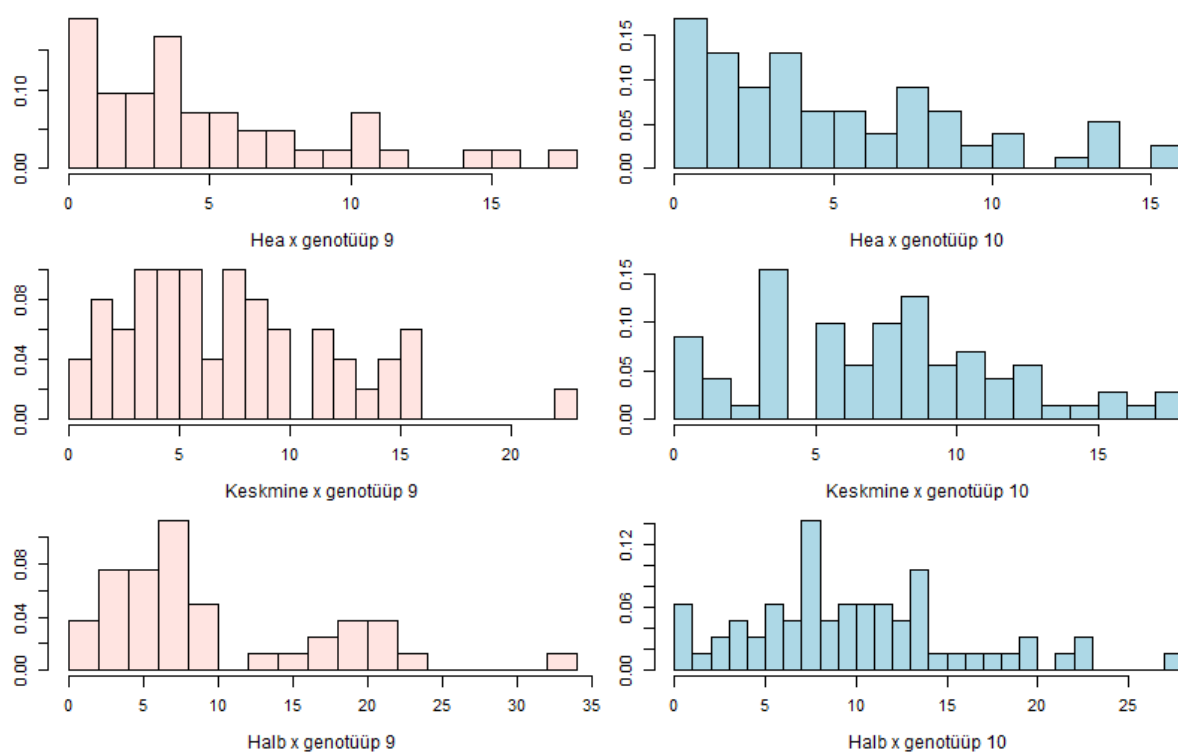 0.00 0.10
0 5 10 15
Hea x genotüüp 9
0.00 0.05 0.10 0.15
0 5 10 15
Hea x genotüüp 10
0.00 0.04 0.08
0 5 10 15 20
Keskmine x genotüüp 9
0.00 0.05 0.10 0.15
0 5 10 15
Keskmine x genotüüp 10
0.00 0.04 0.08
0 5 10 15 20 25 30 35
Halb x genotüüp 9
0.00 0.06 0.12
0 5 10 15 20 25
Halb x genotüüp 10